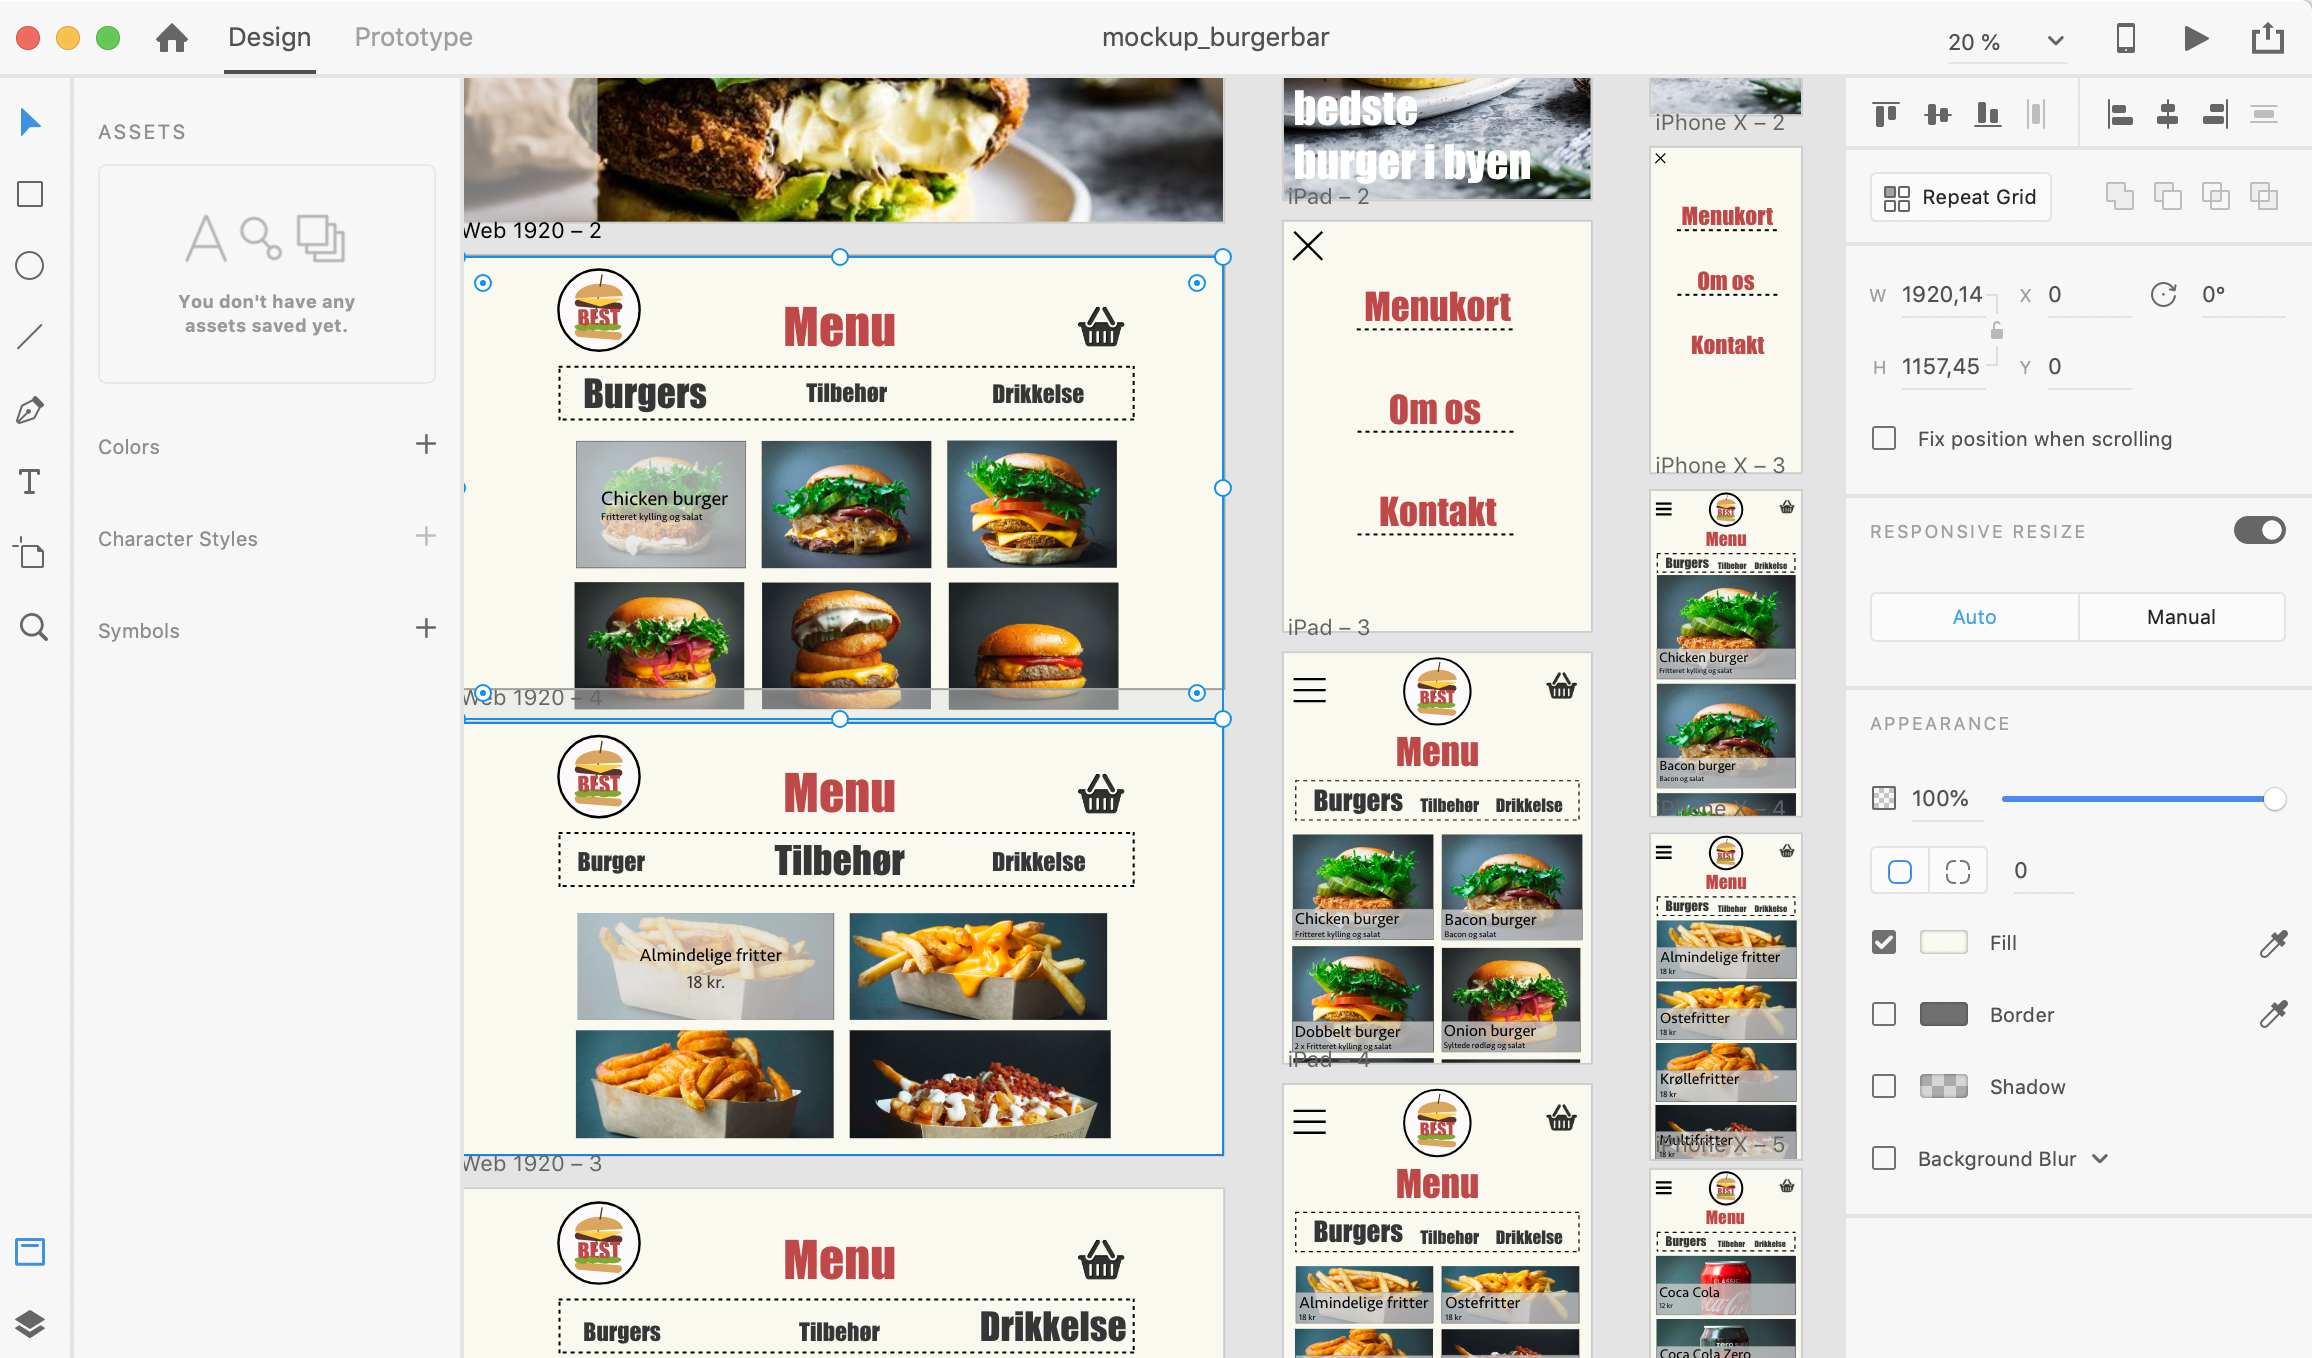 Design
Prototype
mockup_burgerbar
20 %
ASSETS
You don't have any
assets saved yet.
Colors
Character Styles
Symbols
Web 1920 – 2
BEST
Menu
Burgers
Tilbehør
Drikkelse
Chicken burger
Fritteret kylling og salat
Web 1920 – 4
BEST
Menu
Burger
Tilbehør
Drikkelse
Almindelige fritter
18 kr.
Web 1920 – 3
BEST
Menu
Burgers
Tilbehør
Drikkelse
bedste
burger i byen
iPad – 2
Menukort
Om os
Kontakt
iPad – 3
BEST
Menu
Burgers
Tilbehør
Drikkelse
Chicken burger
Fritteret kylling og salat
Bacon burger
Bacon og salat
Dobbelt burger
2 x Fritteret kylling og salat
Onion burger
Syltede rødløg og salat
iPad – 4
BEST
Menu
Burgers
Tilbehør
Drikkelse
Almindelige fritter
18 kr
Ostefritter
18 kr
iPhone X – 2
Menukort
Om os
Kontakt
iPhone X – 3
BEST
Menu
Burgers
Tilbehør
Drikkelse
Chicken burger
Fritteret kylling og salat
Bacon burger
Bacon og salat
iPhone X – 4
BEST
Menu
Burgers
Tilbehør
Drikkelse
Almindelige fritter
18 kr
Ostefritter
18 kr
Krøllefritter
18 kr
Multifritter
18 kr
iPhone X – 5
BEST
Menu
Burgers
Tilbehør
Drikkelse
CLASSIC
Coca Cola
12 kr
zero
Coca Cola Zero
Repeat Grid
W 1920,14
X 0
0°
H 1157,45
Y 0
Fix position when scrolling
RESPONSIVE RESIZE
Auto
Manual
APPEARANCE
100%
0
Fill
Border
Shadow
Background Blur